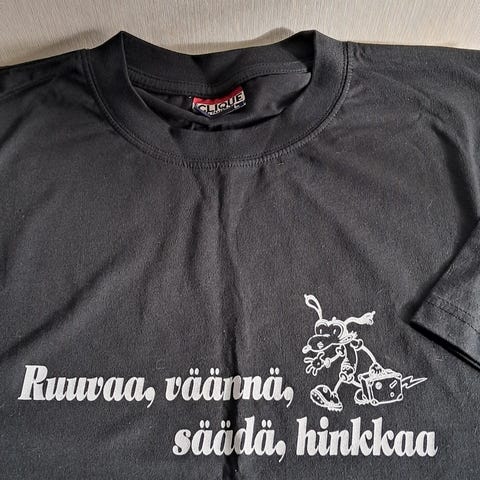 CLIQUE
Ruuvaa, väännä,
säädä, hinkkaa